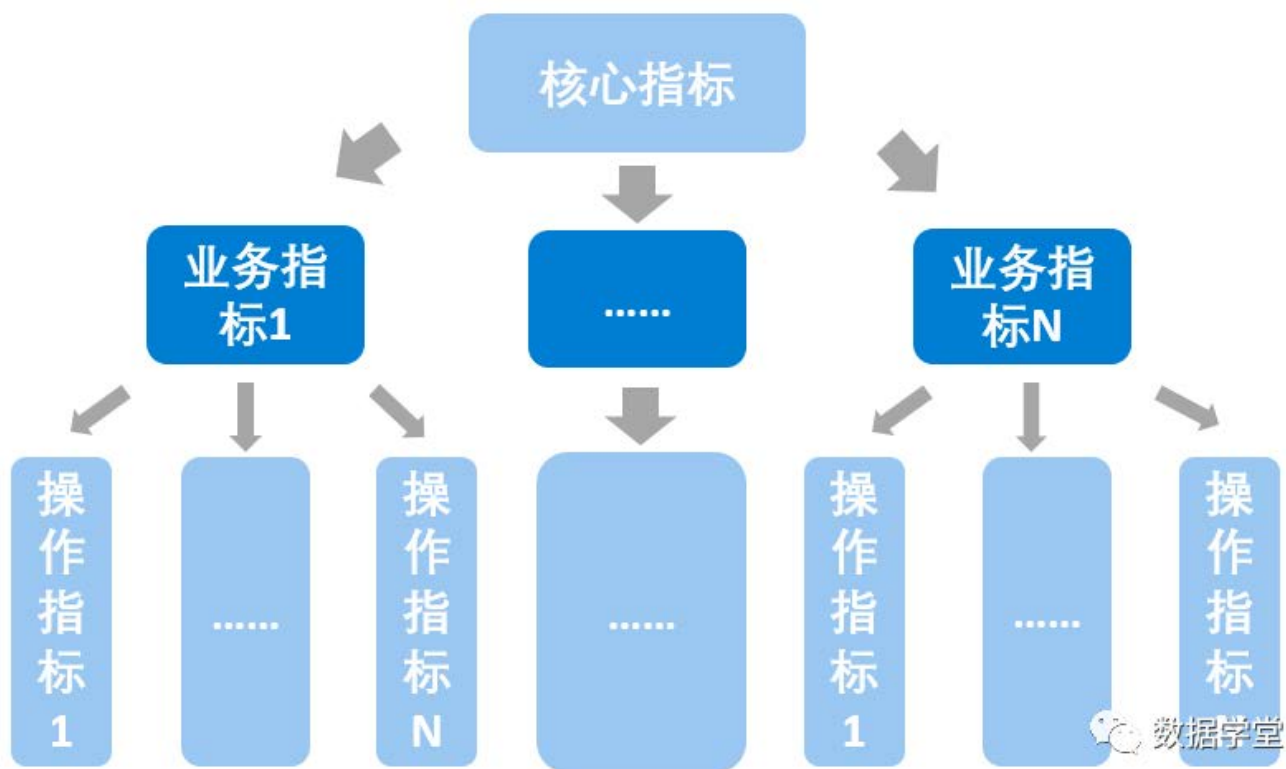 核心指标
业务指
标1
......
业务指
标N
操
作
指
标
1
......
操
作
指
标
N
......
操
作
指
标
1
......
操
作
指
标
N
数据学堂